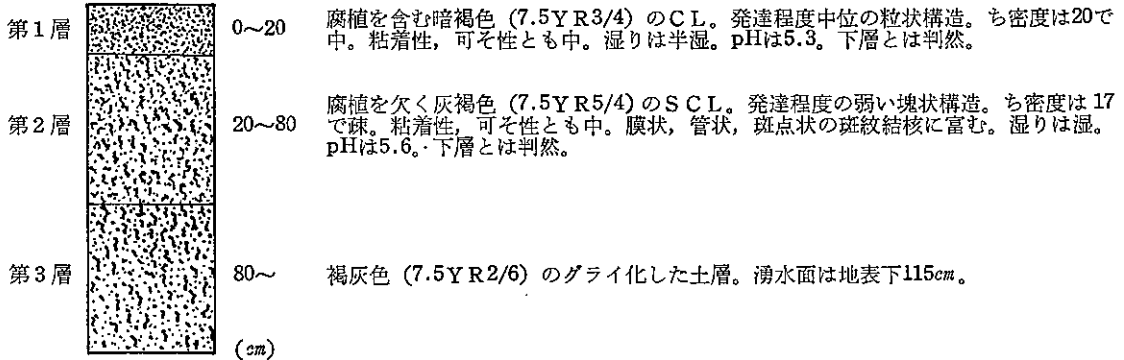 第1層 0〜20 腐植を含む暗褐色 (7.5YR3/4) のCL。発達程度中位の粒状構造。ち密度は20で
中。粘着性,可そ性とも中。湿りは半湿。pHは5.3。下層とは判然。
第2層 20〜80 腐植を欠く灰褐色 (7.5YR5/4) のSCL。発達程度の弱い塊状構造。ち密度は17
で疎。粘着性,可そ性とも中。膜状,管状,斑点状の斑紋結核に富む。湿りは湿。
pHは5.6。下層とは判然。
第3層 80〜 褐灰色 (7.5YR2/6) のグライ化した土層。湧水面は地表下115cm。
(cm)